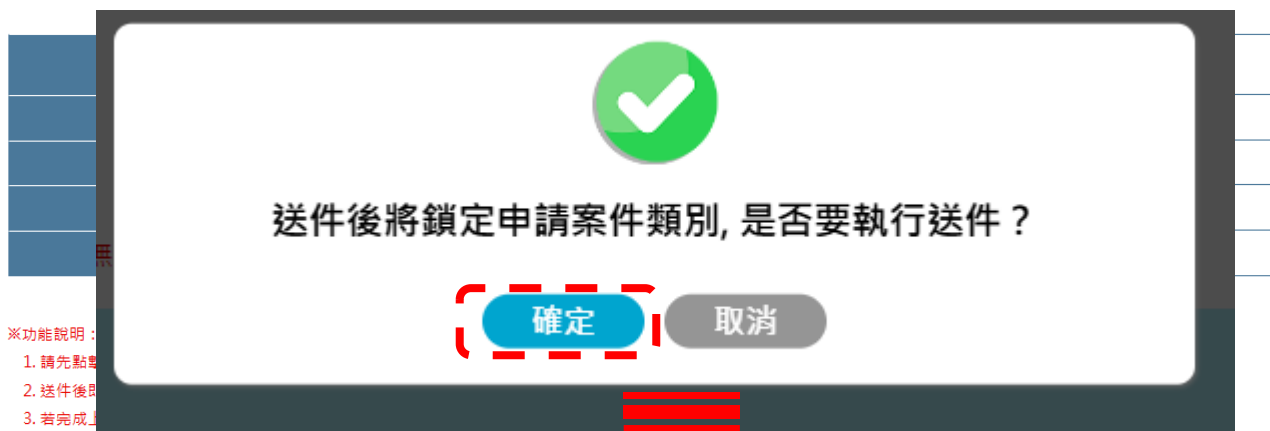 送件後將鎖定申請案件類別, 是否要執行送件？
無
確定
取消
※功能說明：
1. 請先點
2. 送件後
3. 若完成